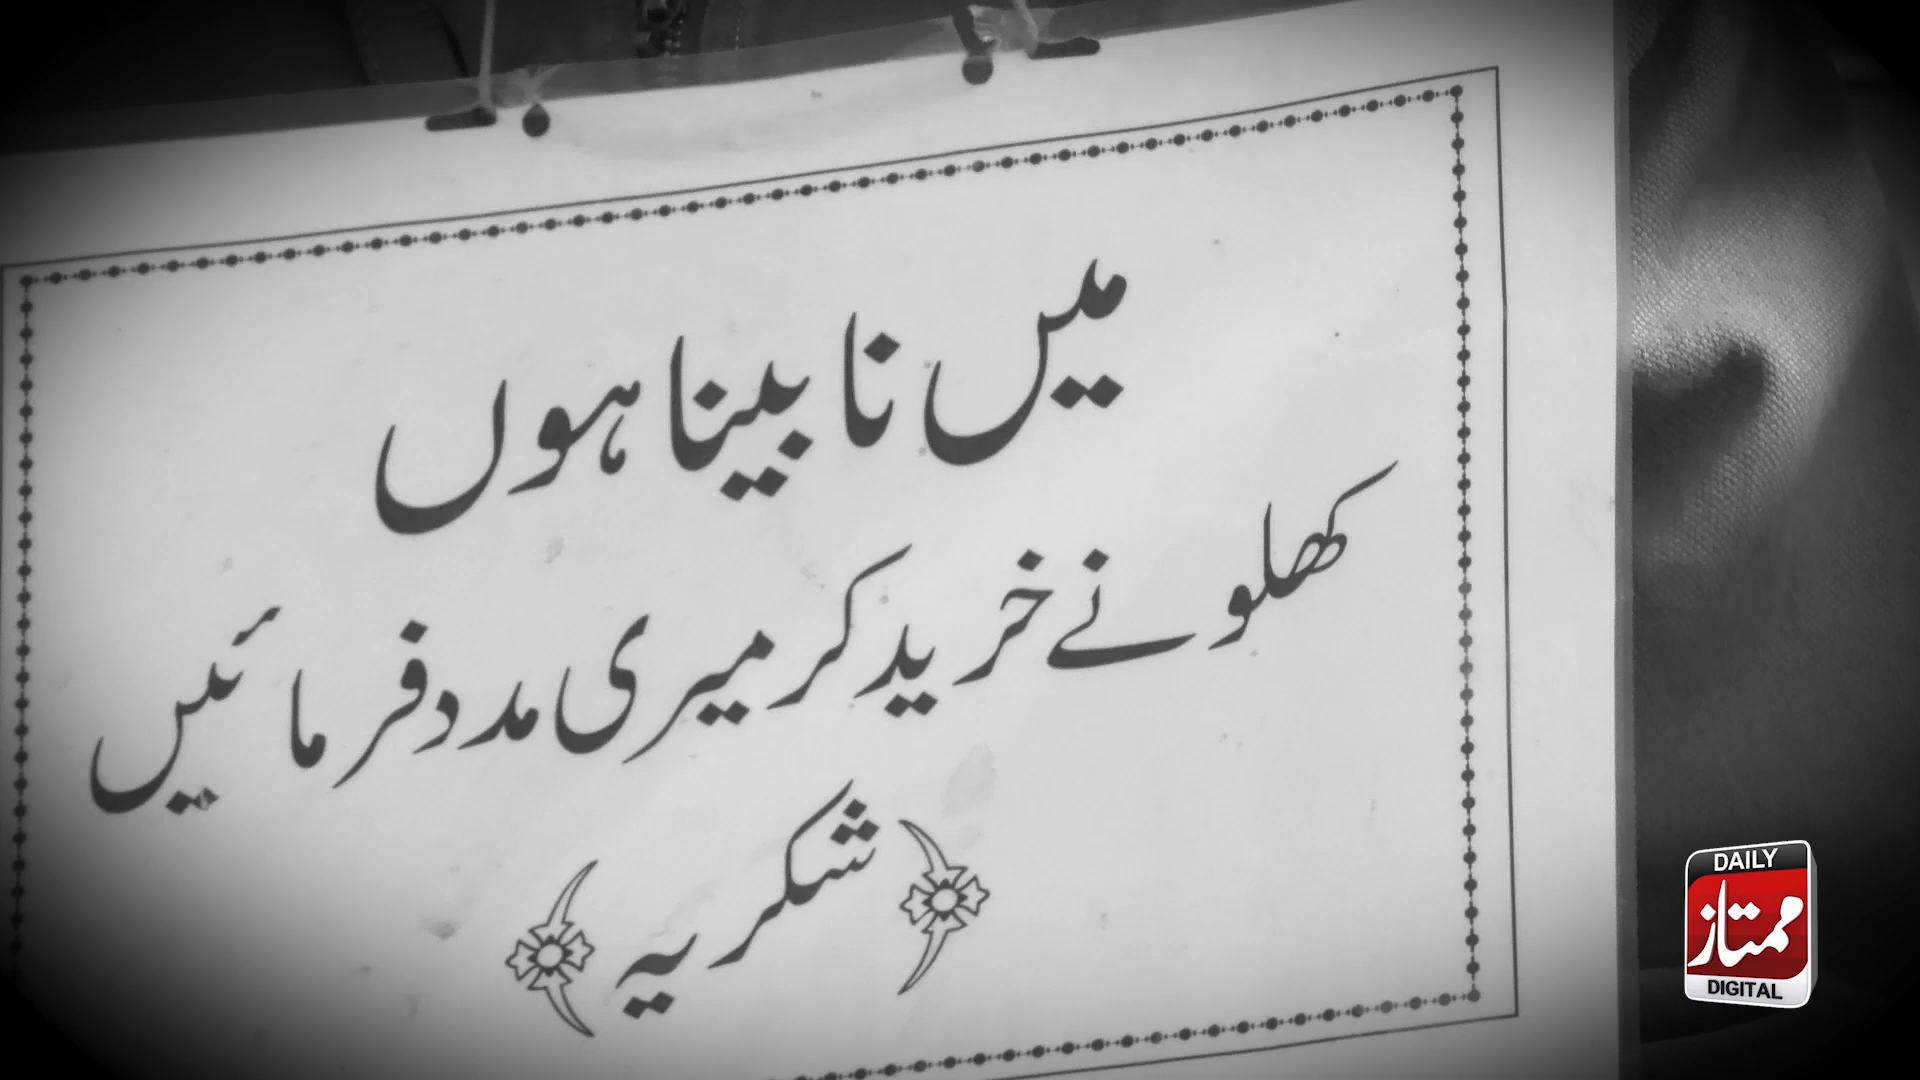 میں نابینا ہوں
کھلونے خرید کر میری مدد فرمائیں
شکریہ
DAILY
ممتاز
DIGITAL